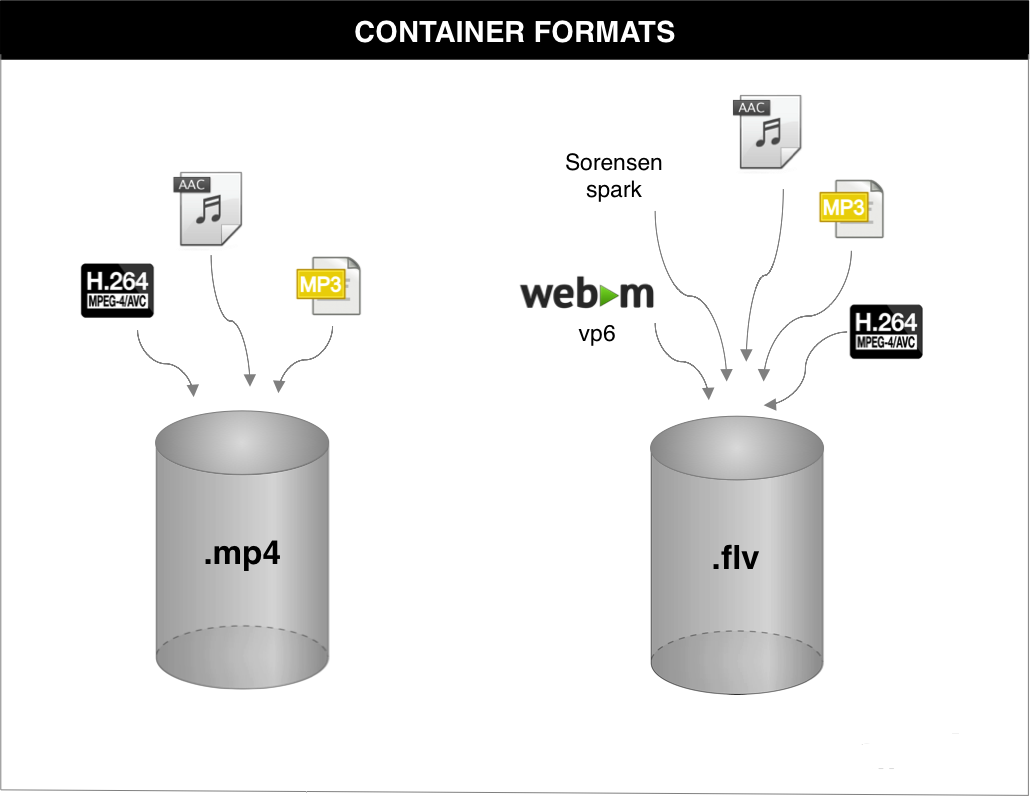 CONTAINER FORMATS
AAC
H.264
MPEG-4/AVC
MP3
.mp4
AAC
Sorensen
spark
MP3
web m
vp6
H.264
MPEG-4/AVC
.flv